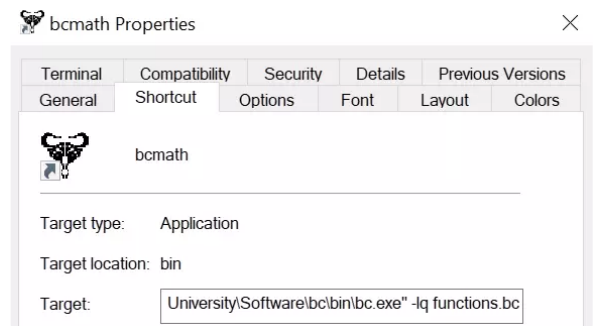 bcmath Properties
Terminal Compatibility Security Details Previous Versions
General Shortcut Options Font Layout Colors
bcmath
Target type: Application
Target location: bin
Target: University\Software\bc\bin\bc.exe" -lq functions.bc